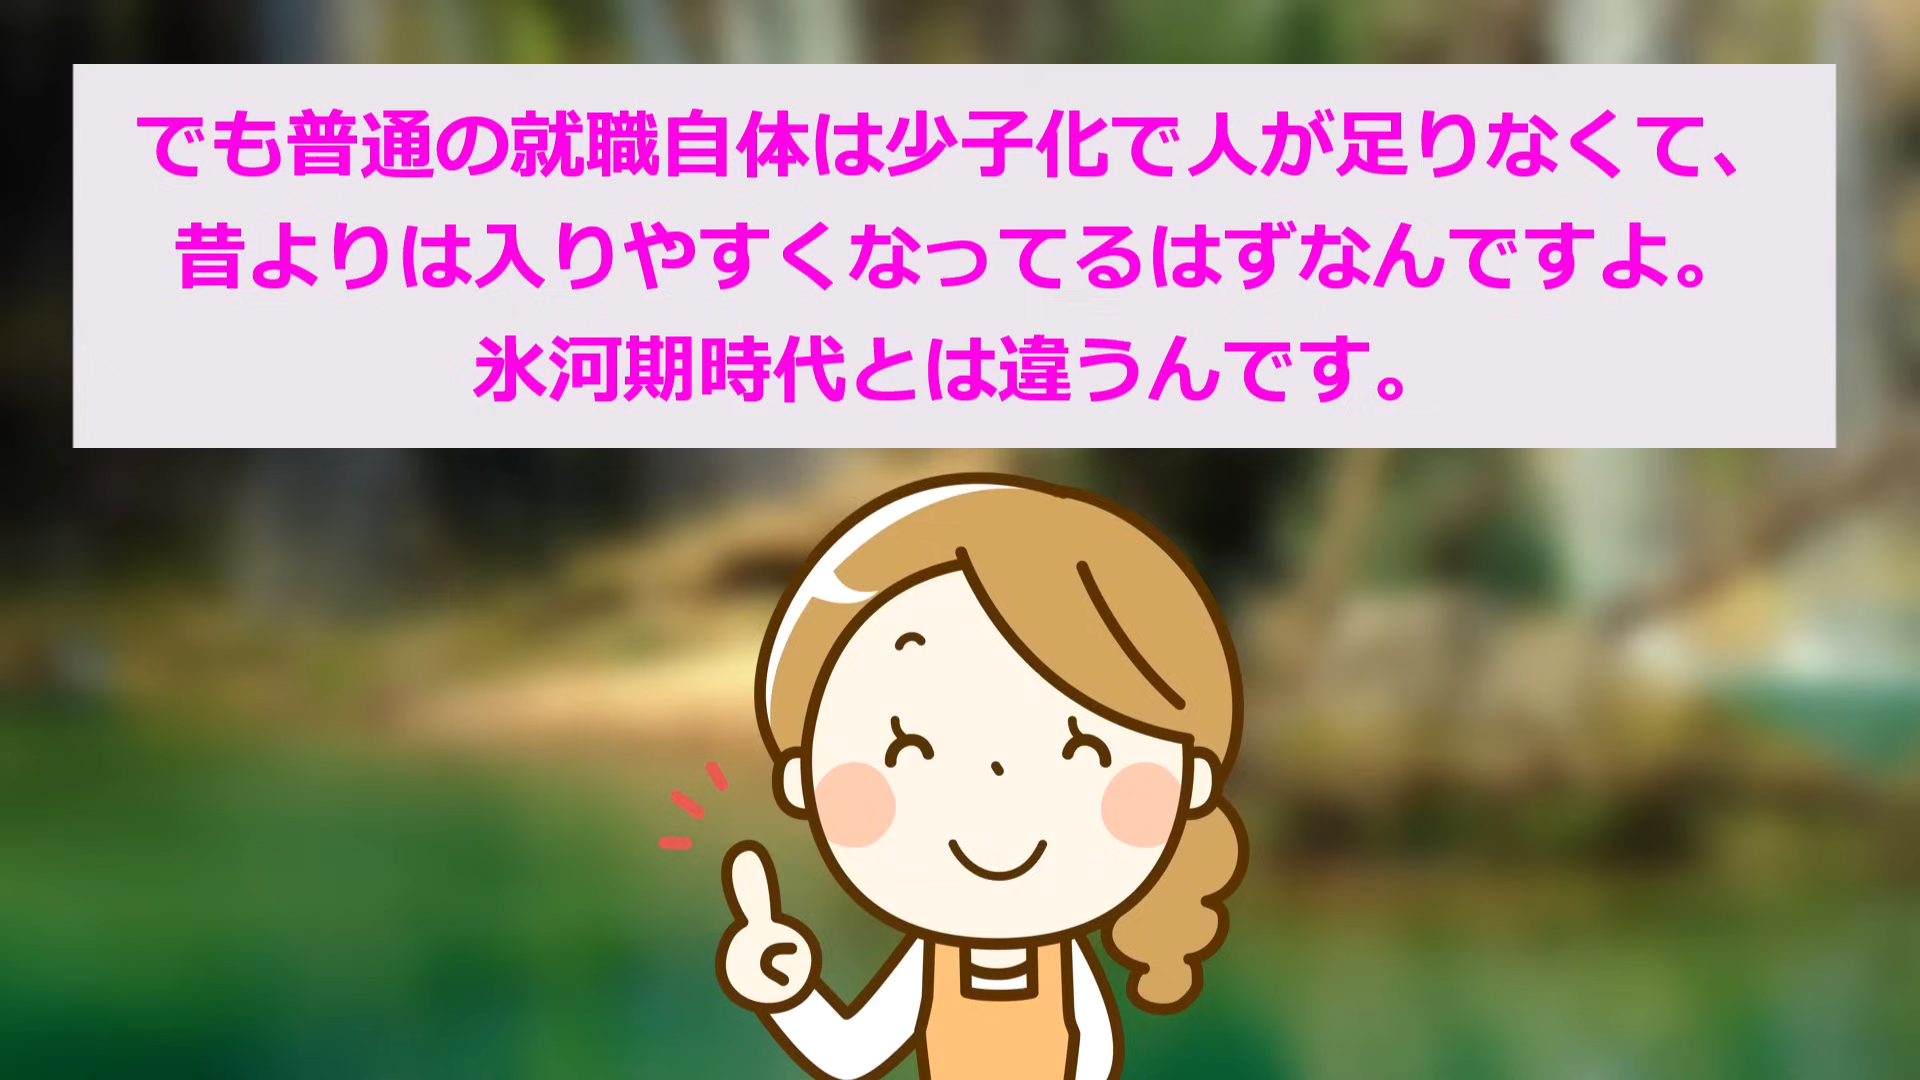 でも普通の就職自体は少子化で人が足りなくて、
昔よりは入りやすくなってるはずなんですよ。
氷河期時代とは違うんです。